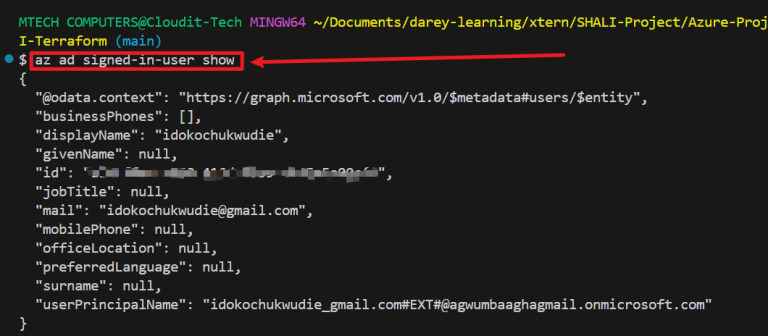 MTECH COMPUTERS@Cloudit-Tech MINGW64 ~/Documents/darey-learning/xtern/SHALI-Project/Azure-Proj
I-Terraform (main)
$ az ad signed-in-user show
{
"@odata.context": "https://graph.microsoft.com/v1.0/$metadata#users/$entity",
"businessPhones": [],
"displayName": "idokochukwudie",
"givenName": null,
"id": "",
"jobTitle": null,
"mail": "idokochukwudie@gmail.com",
"mobilePhone": null,
"officeLocation": null,
"preferredLanguage": null,
"surname": null,
"userPrincipalName": "idokochukwudie_gmail.com#EXT#@agwumbaaghagmail.onmicrosoft.com"
}